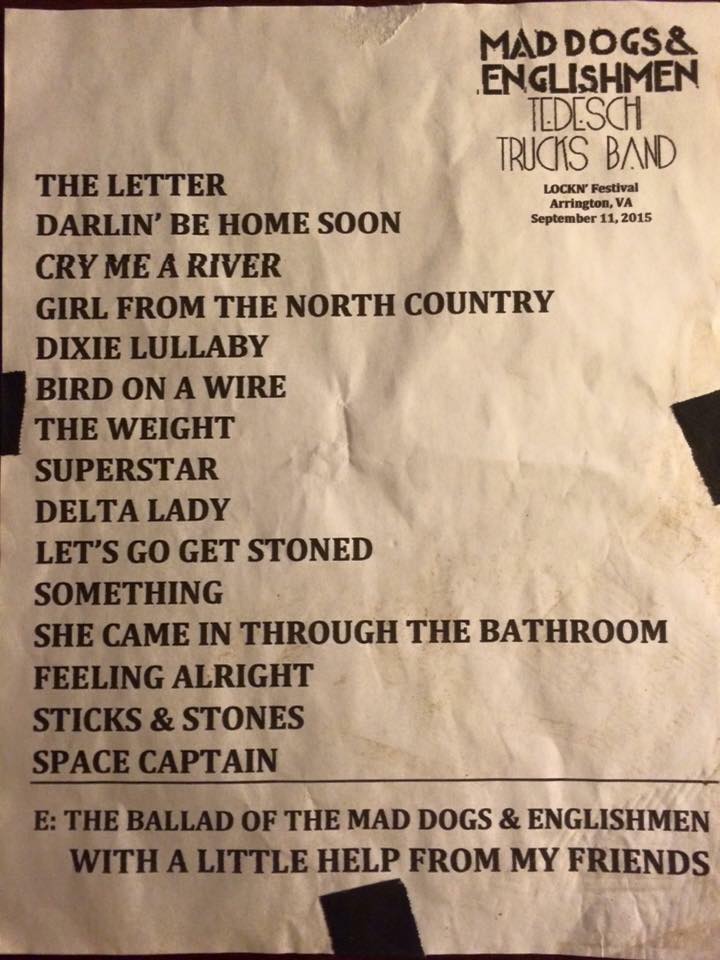 MAD DOGS &
ENGLISHMEN
TEDESCHI
TRUCKS BAND
LOCKN' Festival
Arrington, VA
September 11, 2015
THE LETTER
DARLIN' BE HOME SOON
CRY ME A RIVER
GIRL FROM THE NORTH COUNTRY
DIXIE LULLABY
BIRD ON A WIRE
THE WEIGHT
SUPERSTAR
DELTA LADY
LET'S GO GET STONED
SOMETHING
SHE CAME IN THROUGH THE BATHROOM
FEELING ALRIGHT
STICKS & STONES
SPACE CAPTAIN
E: THE BALLAD OF THE MAD DOGS & ENGLISHMEN
WITH A LITTLE HELP FROM MY FRIENDS